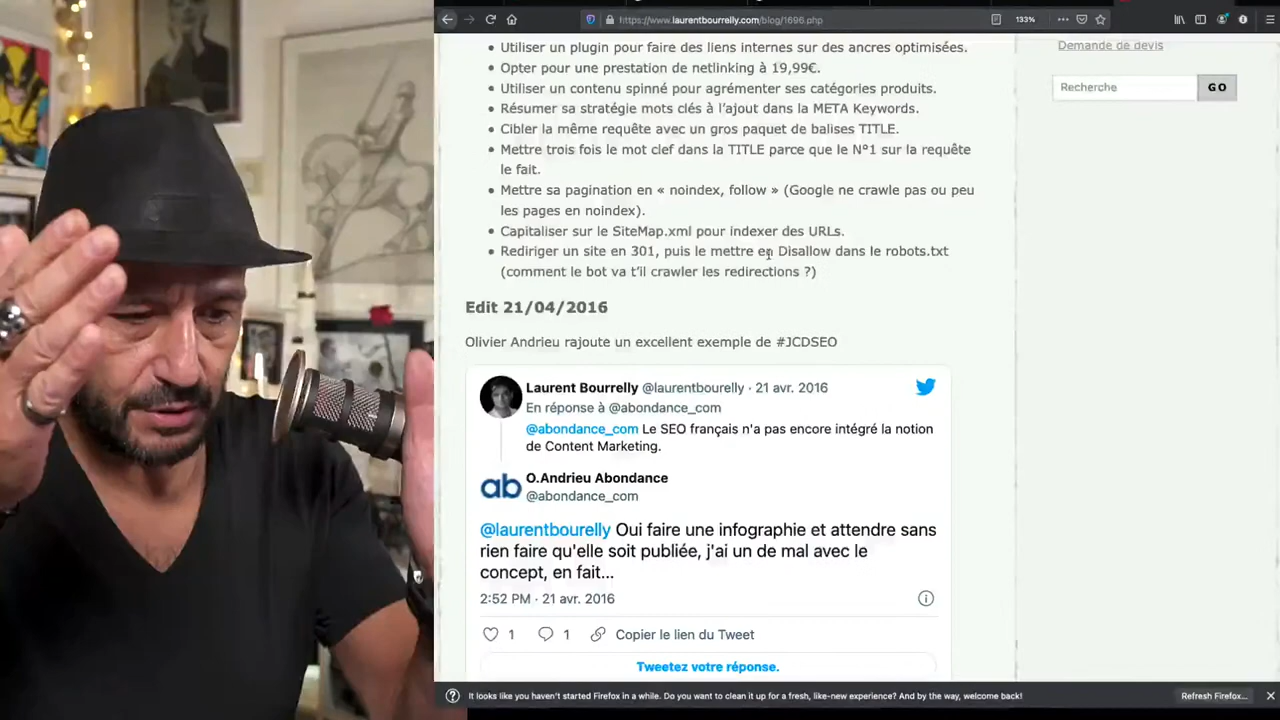 https://www.laurentbourrelly.com/blog/1696.php
133%
Utiliser un plugin pour faire des liens internes sur des ancres optimisées.
Opter pour une prestation de netlinking à 19,99€.
Utiliser un contenu spinné pour agrémenter ses catégories produits.
Résumer sa stratégie mots clés à l'ajout dans la META Keywords.
Cibler la même requête avec un gros paquet de balises TITLE.
Mettre trois fois le mot clef dans la TITLE parce que le N°1 sur la requête
le fait.
Mettre sa pagination en « noindex, follow » (Google ne crawle pas ou peu
les pages en noindex).
Capitaliser sur le SiteMap.xml pour indexer des URLs.
Rediriger un site en 301, puis le mettre en Disallow dans le robots.txt
(comment le bot va t'il crawler les redirections ?)
Edit 21/04/2016
Olivier Andrieu rajoute un excellent exemple de #JCDSEO
Laurent Bourrelly @laurentbourelly · 21 avr. 2016
En réponse à @abondance_com
@abondance_com Le SEO français n'a pas encore intégré la notion
de Content Marketing.
ab
O.Andrieu Abondance
@abondance_com
@laurentbourelly Oui faire une infographie et attendre sans
rien faire qu'elle soit publiée, j'ai un de mal avec le
concept, en fait...
2:52 PM · 21 avr. 2016
1 1 Copier le lien du Tweet
Tweetez votre réponse.
Demande de devis
Recherche GO
It looks like you haven't started Firefox in a while. Do you want to clean it up for a fresh, like-new experience? And by the way, welcome back!
Refresh Firefox...